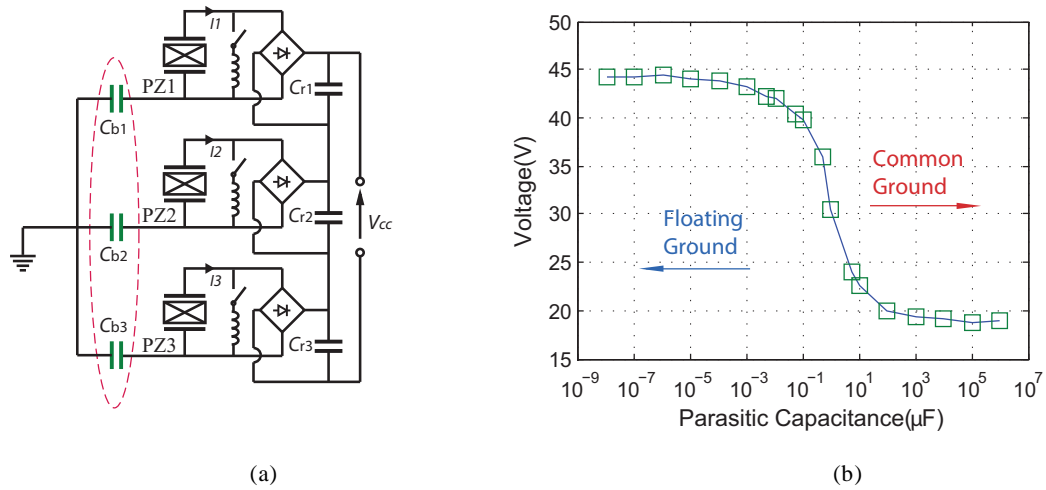 I1
PZ1
Cb1
Cr1
I2
PZ2
Cb2
Cr2
Vcc
I3
Cb3
PZ3
Cr3
(a)
50
45
40
35
30
25
20
15
Voltage(V)
Common
Ground
Floating
Ground
10⁻⁹ 10⁻⁷ 10⁻⁵ 10⁻³ 10⁻¹ 10¹ 10³ 10⁵ 10⁷
Parasitic Capacitance(µF)
(b)